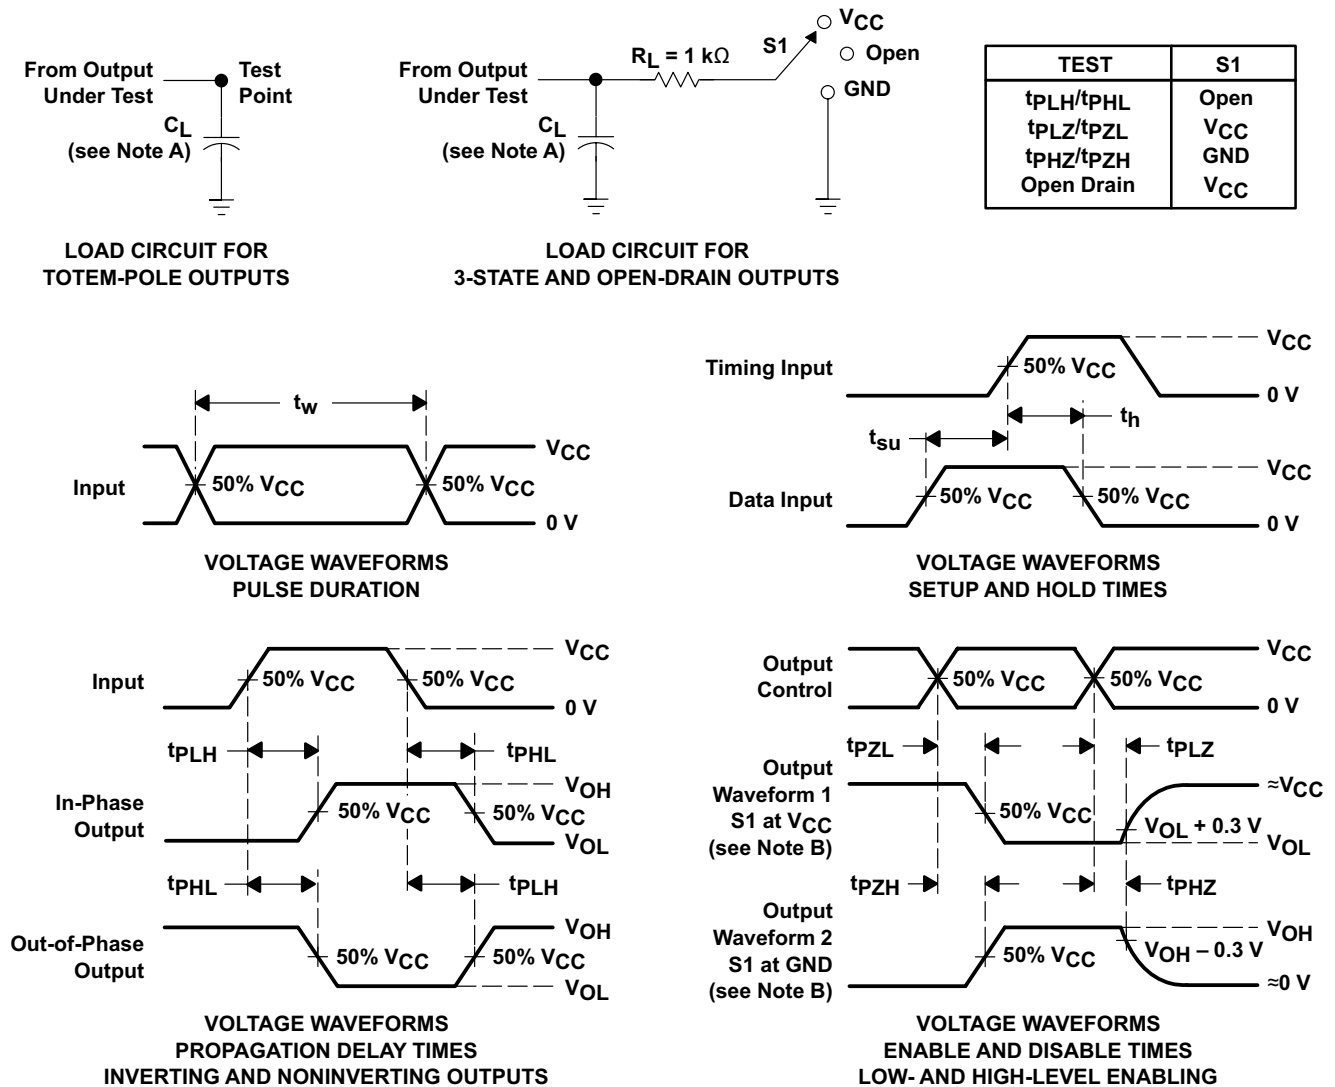 From Output
Under Test
Test
Point
CL
(see Note A)
LOAD CIRCUIT FOR
TOTEM-POLE OUTPUTS
From Output
Under Test
RL = 1 kΩ
S1
VCC
Open
GND
CL
(see Note A)
LOAD CIRCUIT FOR
3-STATE AND OPEN-DRAIN OUTPUTS
TEST S1
tPLH/tPHL Open
tPLZ/tPZL VCC
tPHZ/tPZH GND
Open Drain VCC
tw
Input
50% VCC
50% VCC
VCC
0 V
VOLTAGE WAVEFORMS
PULSE DURATION
Timing Input
50% VCC
VCC
0 V
th
tsu
Data Input
50% VCC
50% VCC
VCC
0 V
VOLTAGE WAVEFORMS
SETUP AND HOLD TIMES
Input
50% VCC
50% VCC
VCC
0 V
tPLH
tPHL
In-Phase
Output
50% VCC
50% VCC
VOH
VOL
tPHL
tPLH
Out-of-Phase
Output
50% VCC
50% VCC
VOH
VOL
VOLTAGE WAVEFORMS
PROPAGATION DELAY TIMES
INVERTING AND NONINVERTING OUTPUTS
Output
Control
50% VCC
50% VCC
VCC
0 V
tPZL
tPLZ
Output
Waveform 1
S1 at VCC
(see Note B)
50% VCC
≈VCC
VOL + 0.3 V
VOL
tPZH
tPHZ
Output
Waveform 2
S1 at GND
(see Note B)
50% VCC
VOH
VOH – 0.3 V
≈0 V
VOLTAGE WAVEFORMS
ENABLE AND DISABLE TIMES
LOW- AND HIGH-LEVEL ENABLING